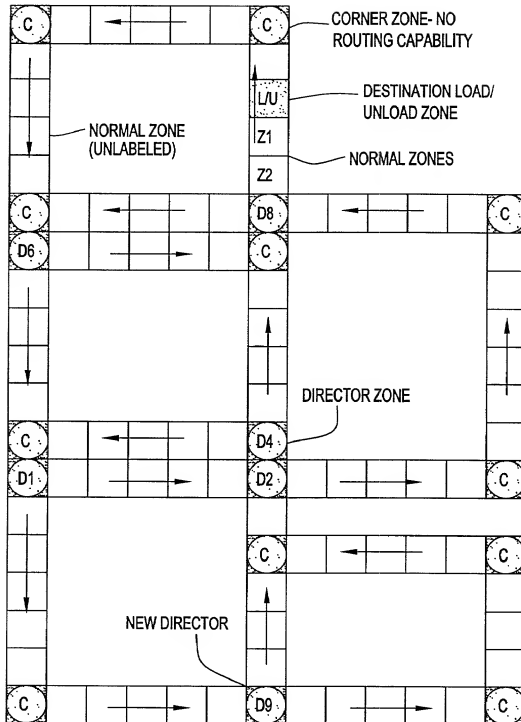 C
C
CORNER ZONE- NO
ROUTING CAPABILITY
L/U
DESTINATION LOAD/
UNLOAD ZONE
NORMAL ZONE
(UNLABELED)
Z1
NORMAL ZONES
Z2
C
D8
C
D6
C
DIRECTOR ZONE
C
D4
D1
D2
C
C
C
NEW DIRECTOR
C
D9
C